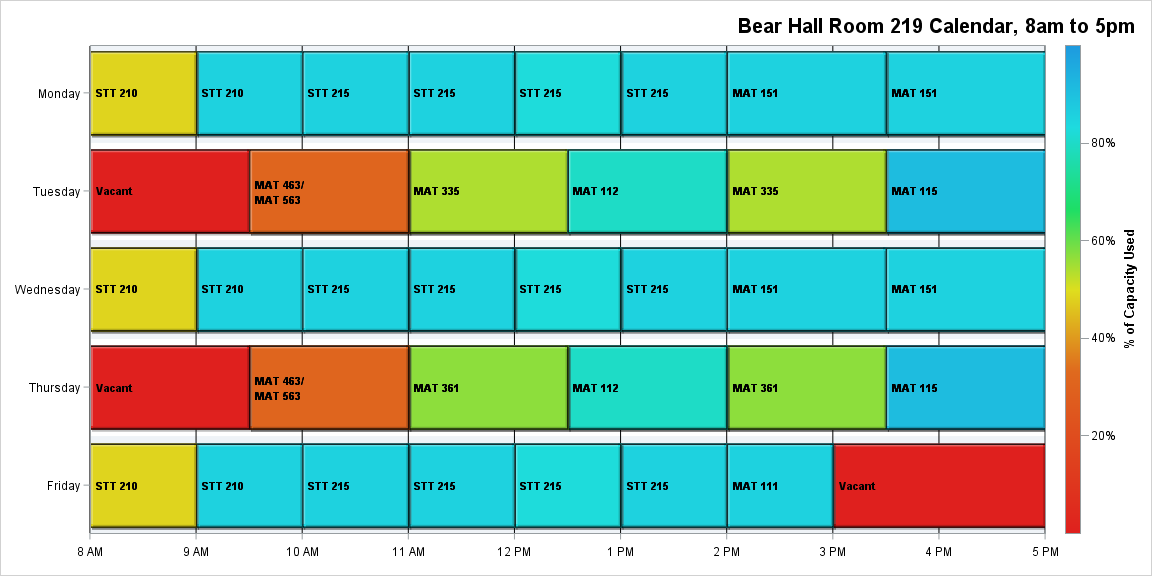 Bear Hall Room 219 Calendar, 8am to 5pm
Monday
STT 210
STT 210
STT 215
STT 215
STT 215
STT 215
MAT 151
MAT 151
Tuesday
Vacant
MAT 463/
MAT 563
MAT 335
MAT 112
MAT 335
MAT 115
Wednesday
STT 210
STT 210
STT 215
STT 215
STT 215
STT 215
MAT 151
MAT 151
Thursday
Vacant
MAT 463/
MAT 563
MAT 361
MAT 112
MAT 361
MAT 115
Friday
STT 210
STT 210
STT 215
STT 215
STT 215
STT 215
MAT 111
Vacant
8 AM
9 AM
10 AM
11 AM
12 PM
1 PM
2 PM
3 PM
4 PM
5 PM
80%
60%
40%
20%
% of Capacity Used